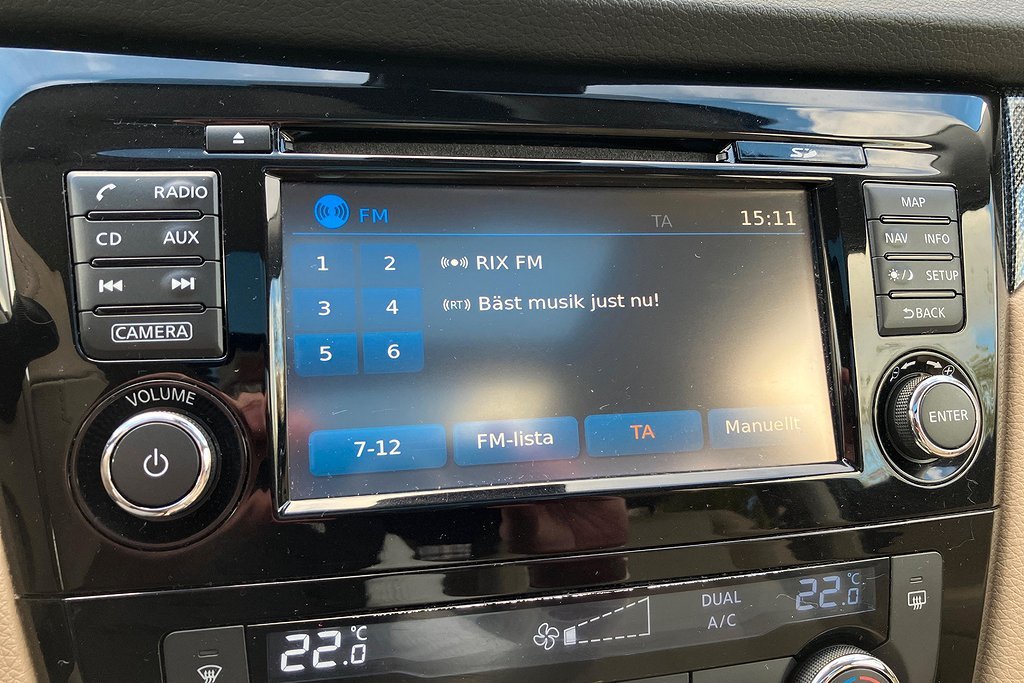 SD
RADIO
CD AUX
CAMERA
VOLUME
FM TA 15:11
1 2 RIX FM
3 4 (RT) Bäst musik just nu!
5 6
7-12 FM-lista TA Manuellt
MAP
NAV INFO
SETUP
BACK
ENTER
22.0 °C
DUAL
A/C
22.0 °C